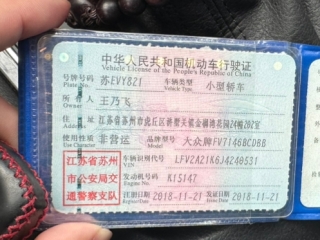 中华人民共和国机动车行驶证
Vehicle License of the People's Republic of China
号牌号码 苏EVY821 车辆类型 小型轿车
Plate No. Vehicle Type
所有人 王乃飞
Owner
住址 江苏省苏州市虎丘区
Address
使用性质 非营运 品牌型号 大众牌FV7146BCDBB
Use Character Model
江苏省苏州
市公安局交
通警察支队
车辆识别代号 LFV2A21K6J4240531
VIN
发动机号码 K15147
Engine No.
注册日期 2018-11-21 发证日期 2018-11-21
Register Date Issue Date